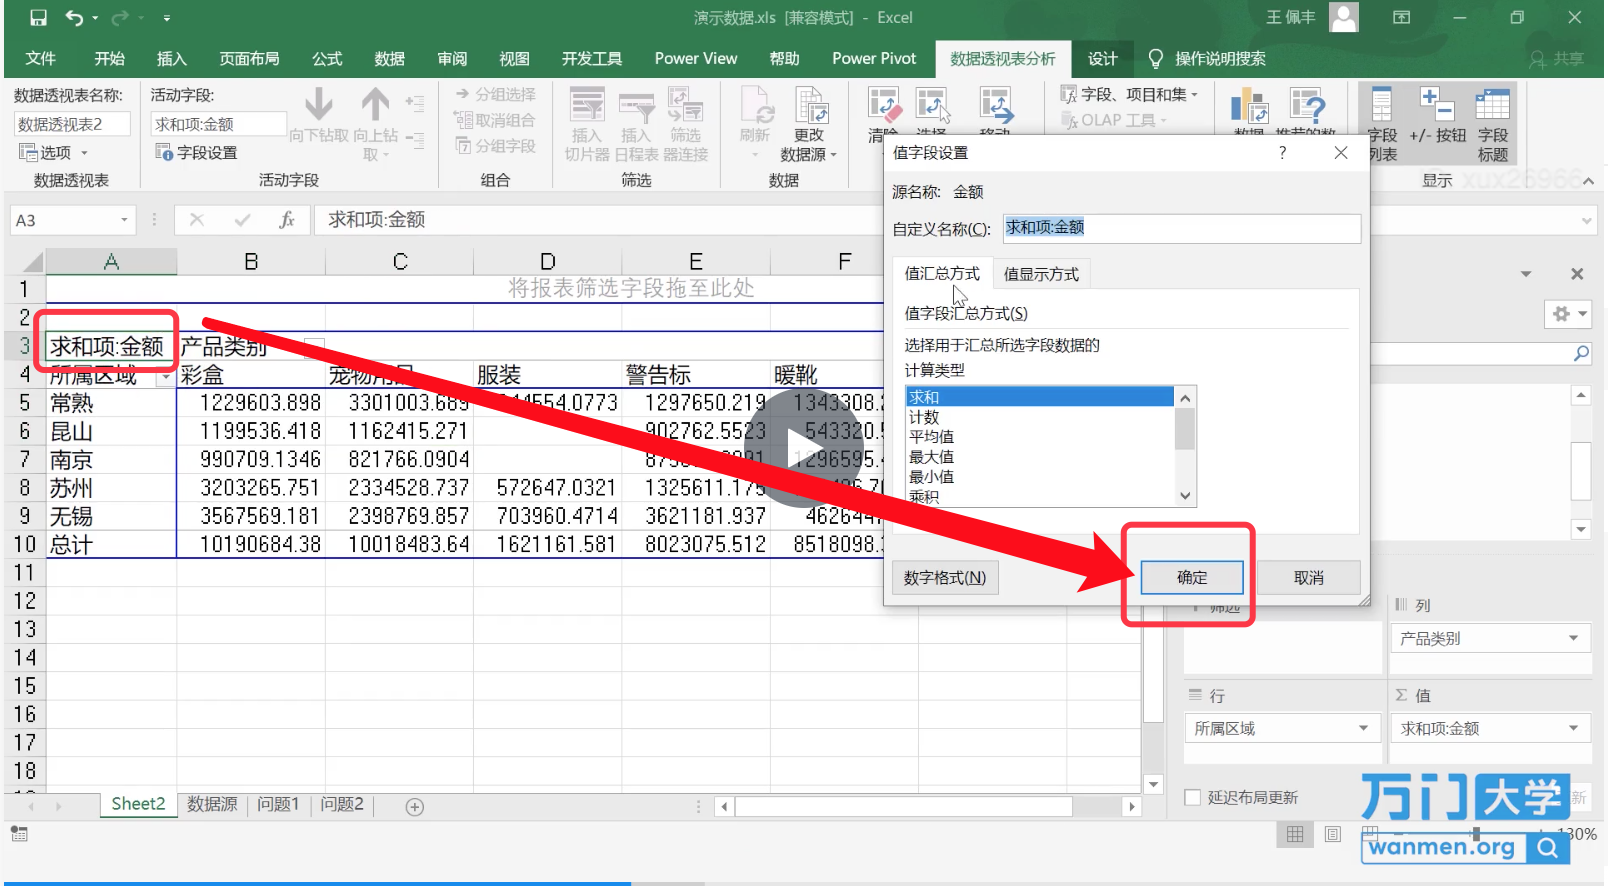 演示数据.xls [兼容模式] - Excel
王 佩丰
文件 开始 插入 页面布局 公式 数据 审阅 视图 开发工具 Power View 帮助 Power Pivot 数据透视表分析 设计 操作说明搜索 共享
数据透视表名称:
数据透视表2
选项
数据透视表
活动字段:
求和项:金额
字段设置
向下钻取
向上钻取
活动字段
分组选择
取消组合
分组字段
组合
插入切片器
插入日程表
筛选器连接
筛选
刷新
更改数据源
数据
清除
选择
移动
字段、项目和集
OLAP 工具
字段列表
+/- 按钮
字段标题
显示
xux26966
A3
fx
求和项:金额
A B C D E F
1 将报表筛选字段拖至此处
2
3 求和项:金额 产品类别
4 所属区域 彩盒 宠物用品 服装 警告标 暖靴
5 常熟 1229603.898 3301003.689 1297650.219
6 昆山 1199536.418 1162415.271 902762.5523
7 南京 990709.1346 821766.0904
8 苏州 3203265.751 2334528.737 572647.0321 1325611.175
9 无锡 3567569.181 2398769.857 703960.4714 3621181.937
10 总计 10190684.38 10018483.64 1621161.581 8023075.512
11
12
13
14
15
16
17
18
值字段设置 ?
源名称: 金额
自定义名称(C): 求和项:金额
值汇总方式 值显示方式
值字段汇总方式(S)
选择用于汇总所选字段数据的
计算类型
求和
计数
平均值
最大值
最小值
乘积
数字格式(N) 确定 取消
筛选
列
产品类别
行
所属区域
Σ 值
求和项:金额
延迟布局更新
Sheet2 数据源 问题1 问题2
130%
万门大学
wanmen.org